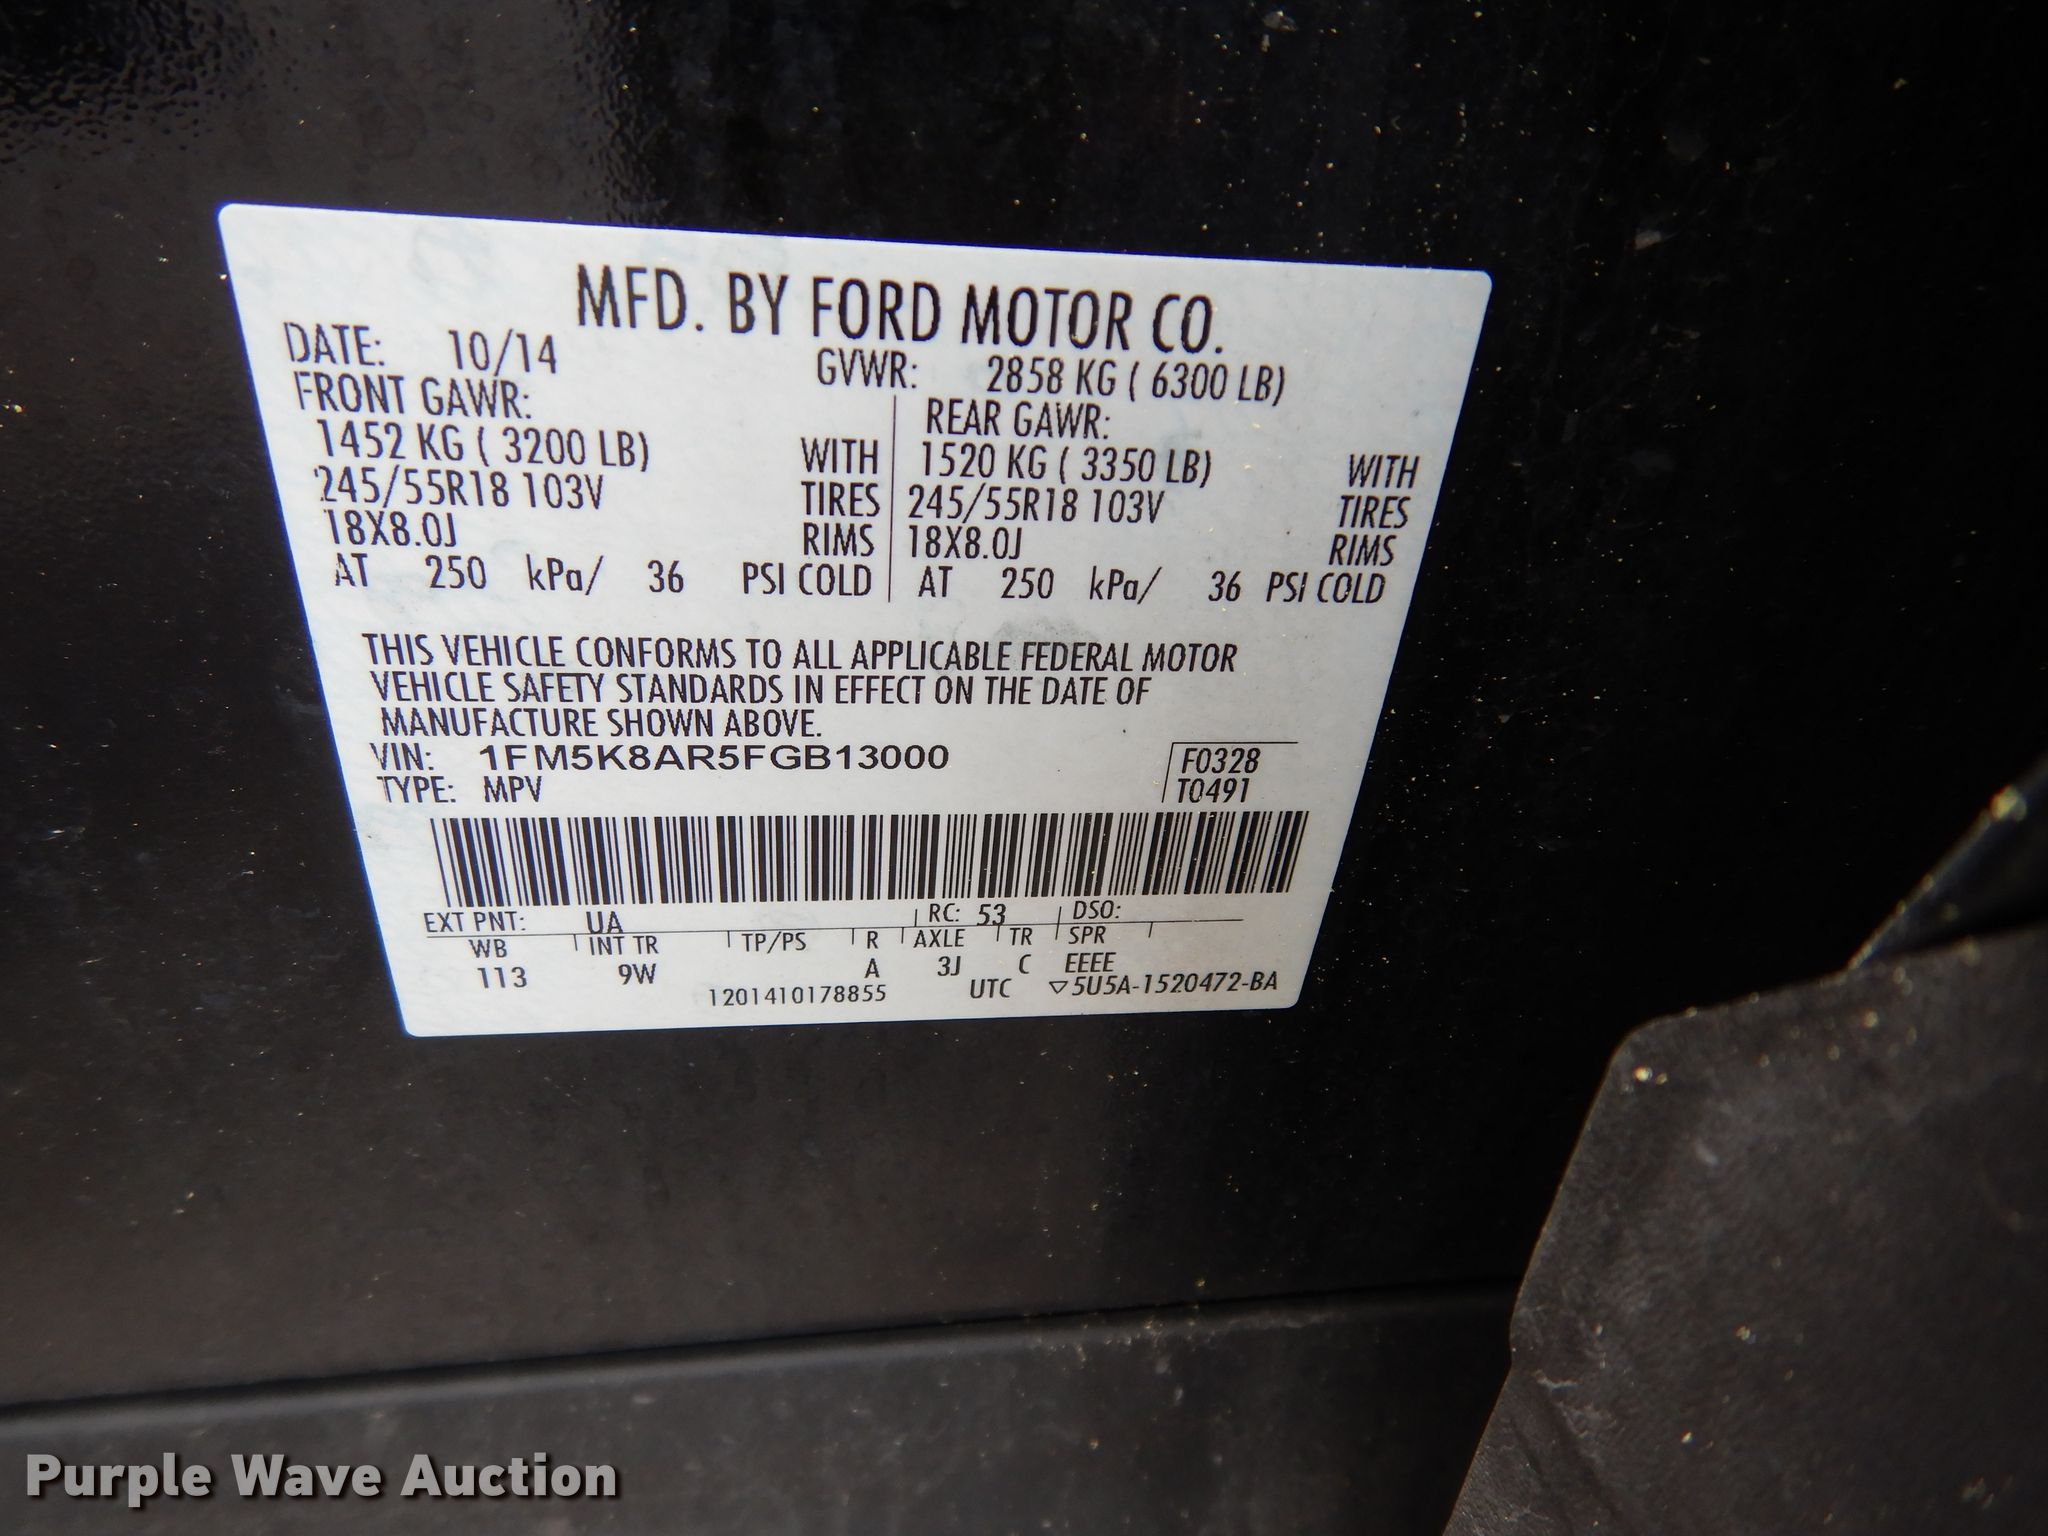 MFD. BY FORD MOTOR CO.
DATE: 10/14 GVWR: 2858 KG ( 6300 LB)
FRONT GAWR: REAR GAWR:
1452 KG ( 3200 LB) WITH 1520 KG ( 3350 LB) WITH
245/55R18 103V TIRES 245/55R18 103V TIRES
18X8.0J RIMS 18X8.0J RIMS
AT 250 kPa/ 36 PSI COLD AT 250 kPa/ 36 PSI COLD
THIS VEHICLE CONFORMS TO ALL APPLICABLE FEDERAL MOTOR
VEHICLE SAFETY STANDARDS IN EFFECT ON THE DATE OF
MANUFACTURE SHOWN ABOVE.
VIN: 1FM5K8AR5FGB13000 F0328
TYPE: MPV T0491
EXT PNT: UA RC: 53 DSO:
WB INT TR TP/PS R AXLE TR SPR
113 9W A 3J C EEEE
1201410178855 UTC ▽5U5A-1520472-BA
Purple Wave Auction